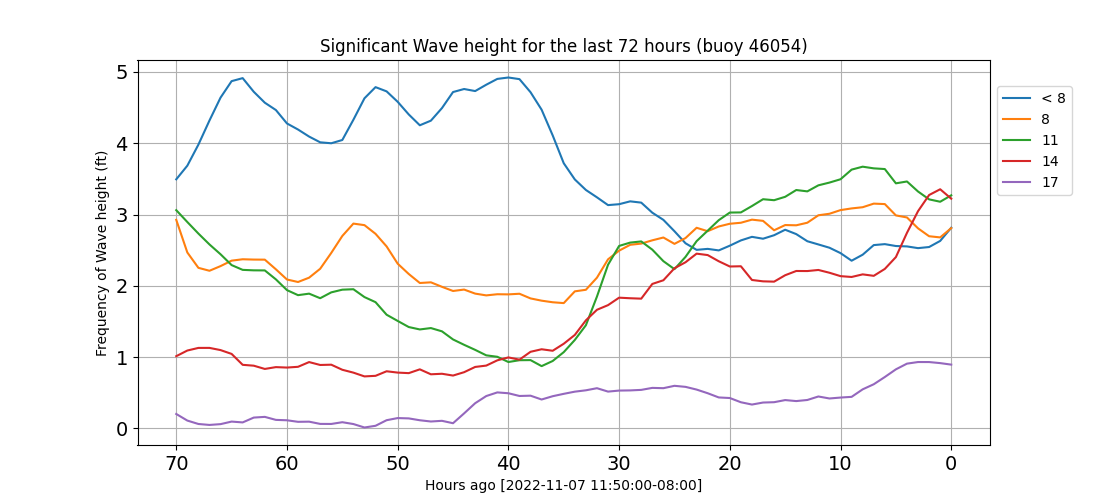 Significant Wave height for the last 72 hours (buoy 46054)
Frequency of Wave height (ft)
5
4
3
2
1
0
70 60 50 40 30 20 10 0
Hours ago [2022-11-07 11:50:00-08:00]
< 8
8
11
14
17